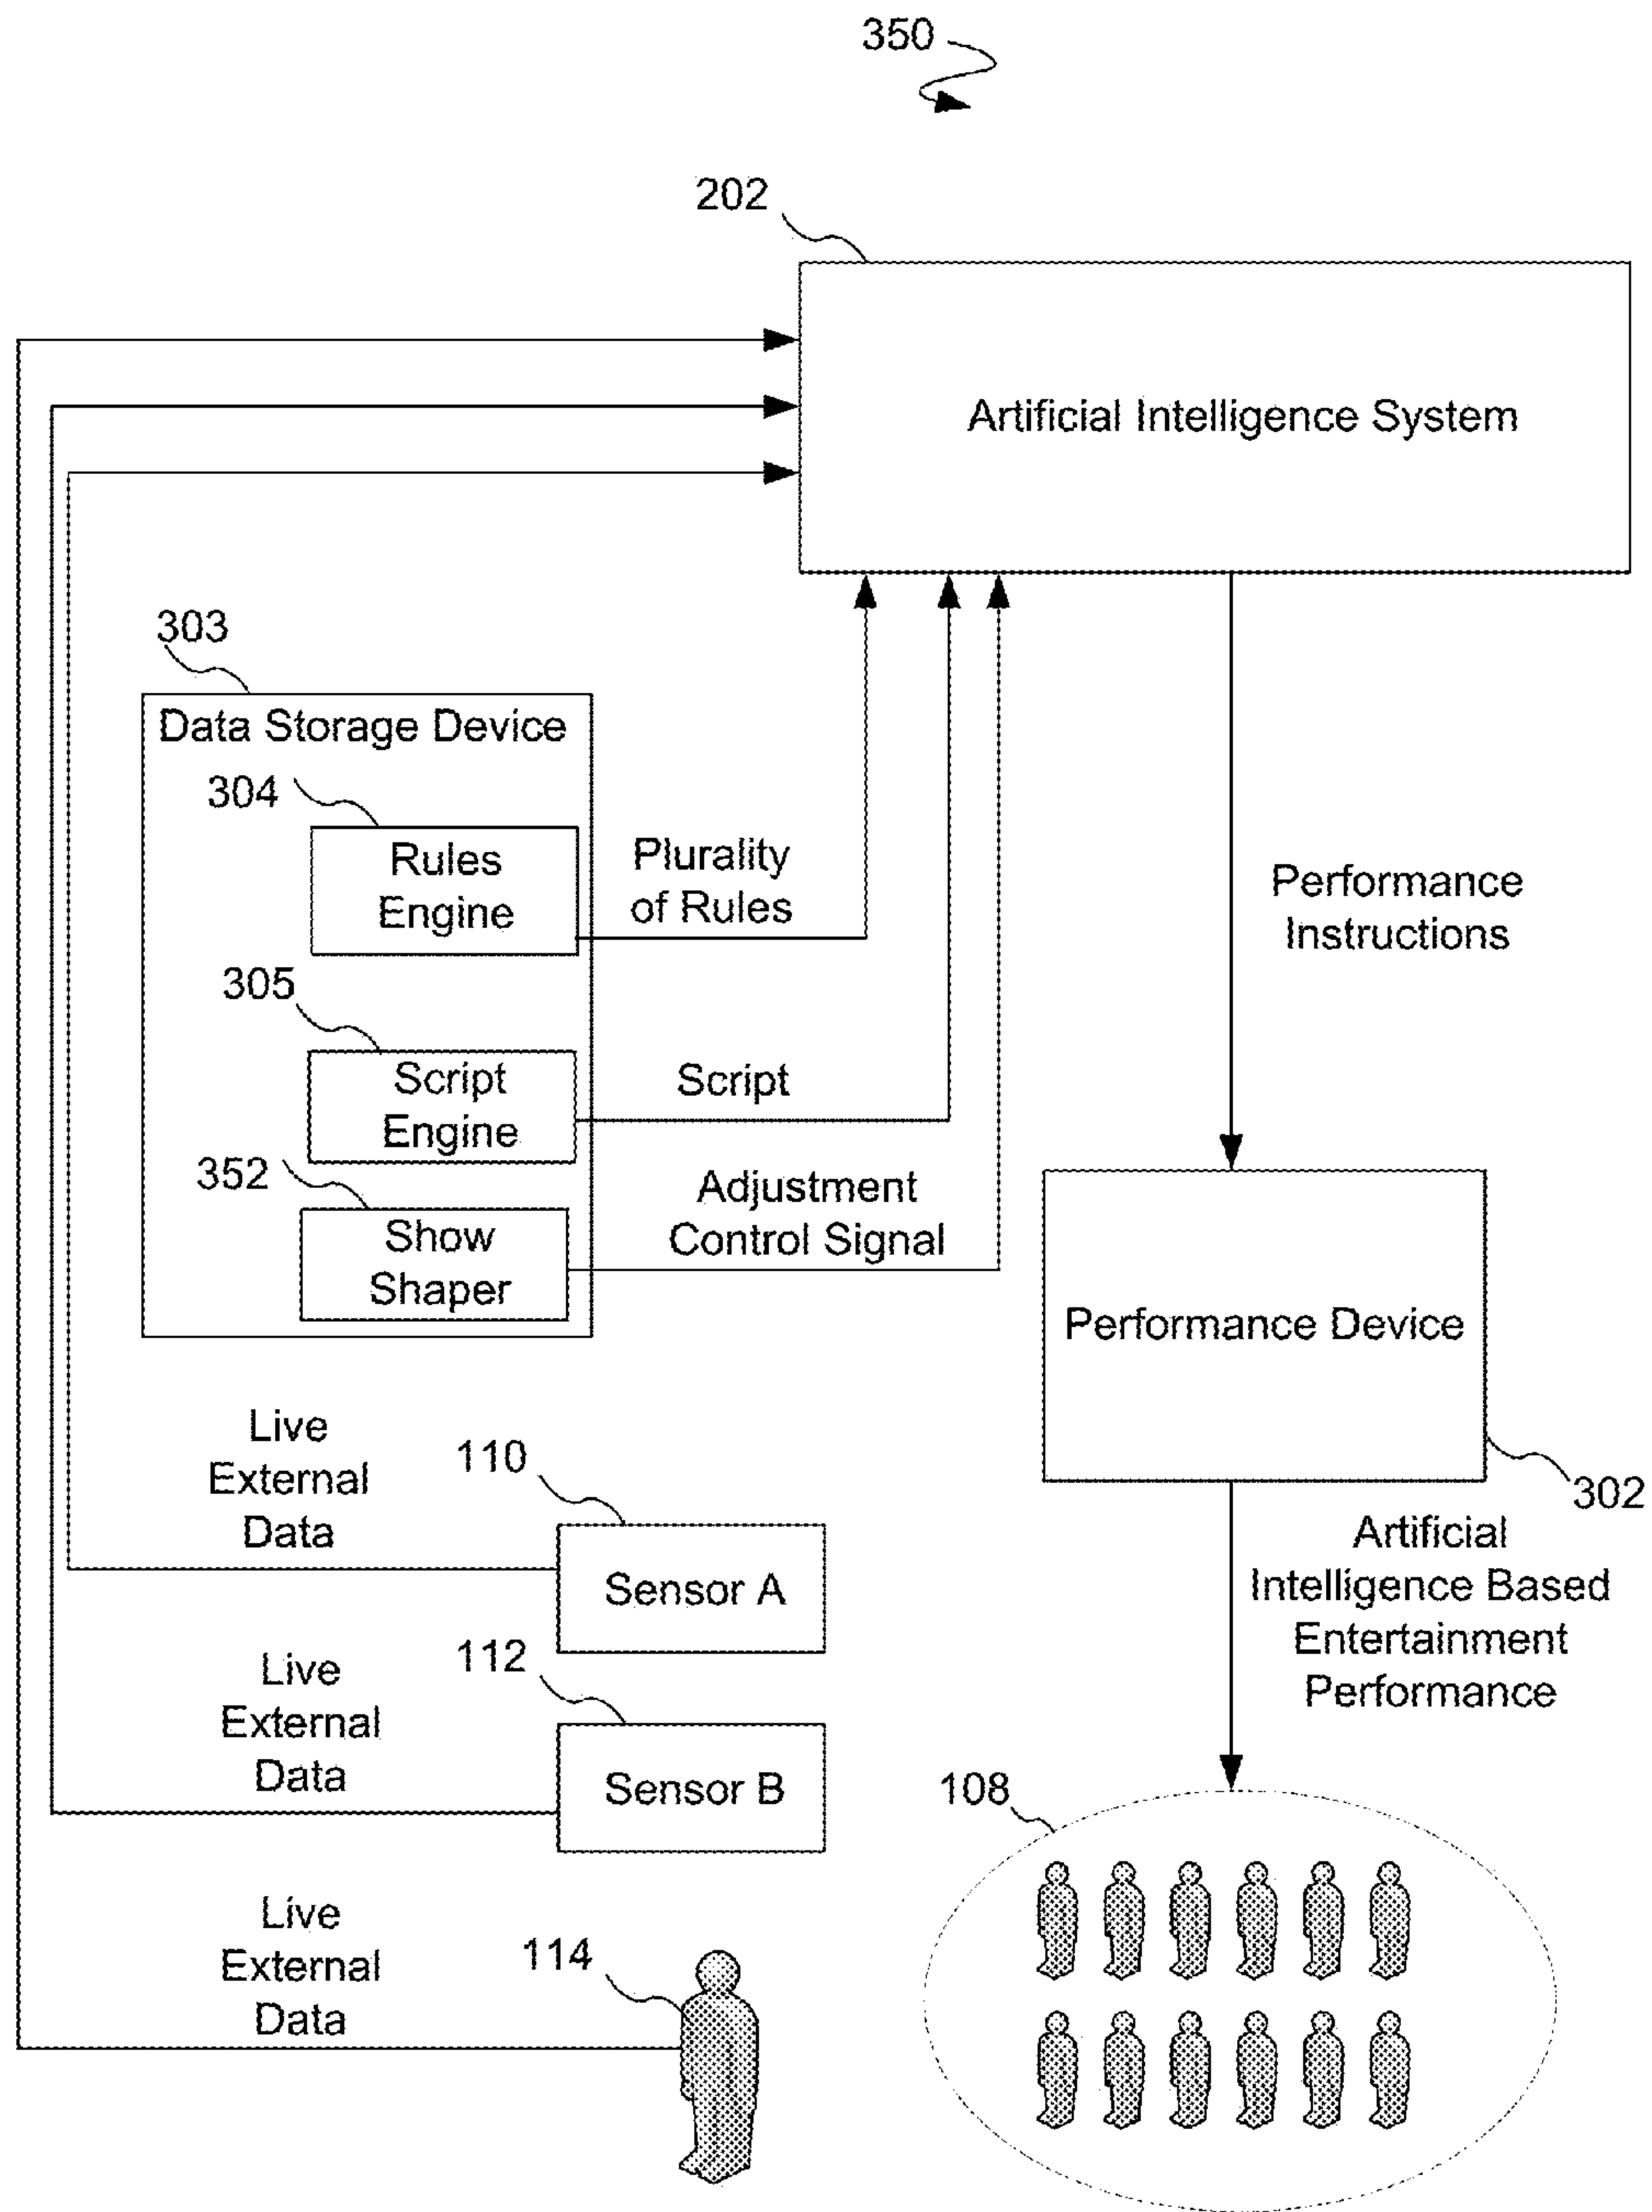 350
202
Artificial Intelligence System
303
Data Storage Device
304
Rules
Engine
Plurality
of Rules
305
Script
Engine
Script
352
Show
Shaper
Adjustment
Control Signal
Performance
Instructions
Performance Device
302
Live
External
Data
110
Sensor A
Live
External
Data
112
Sensor B
Live
External
Data
114
Artificial
Intelligence Based
Entertainment
Performance
108